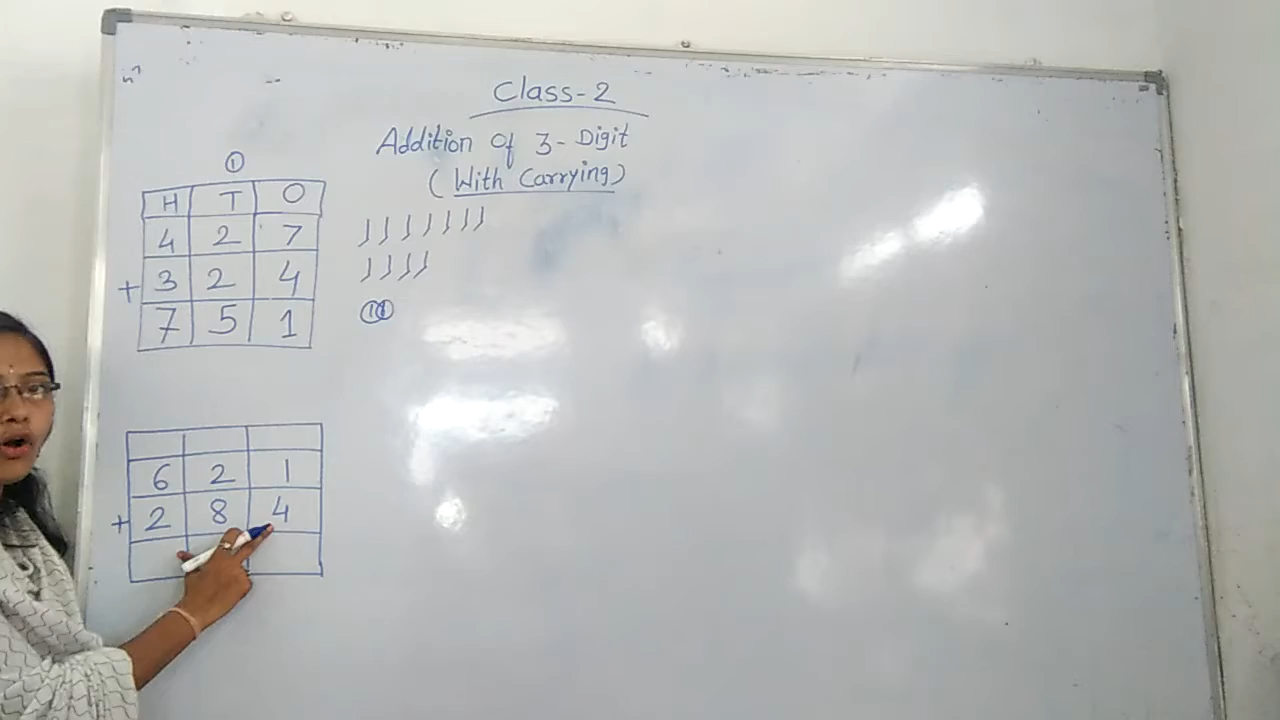 Class-2
Addition Of 3-Digit
(With Carrying)
①
H T O
4 2 7
+ 3 2 4
7 5 1
6 2 1
+ 2 8 4